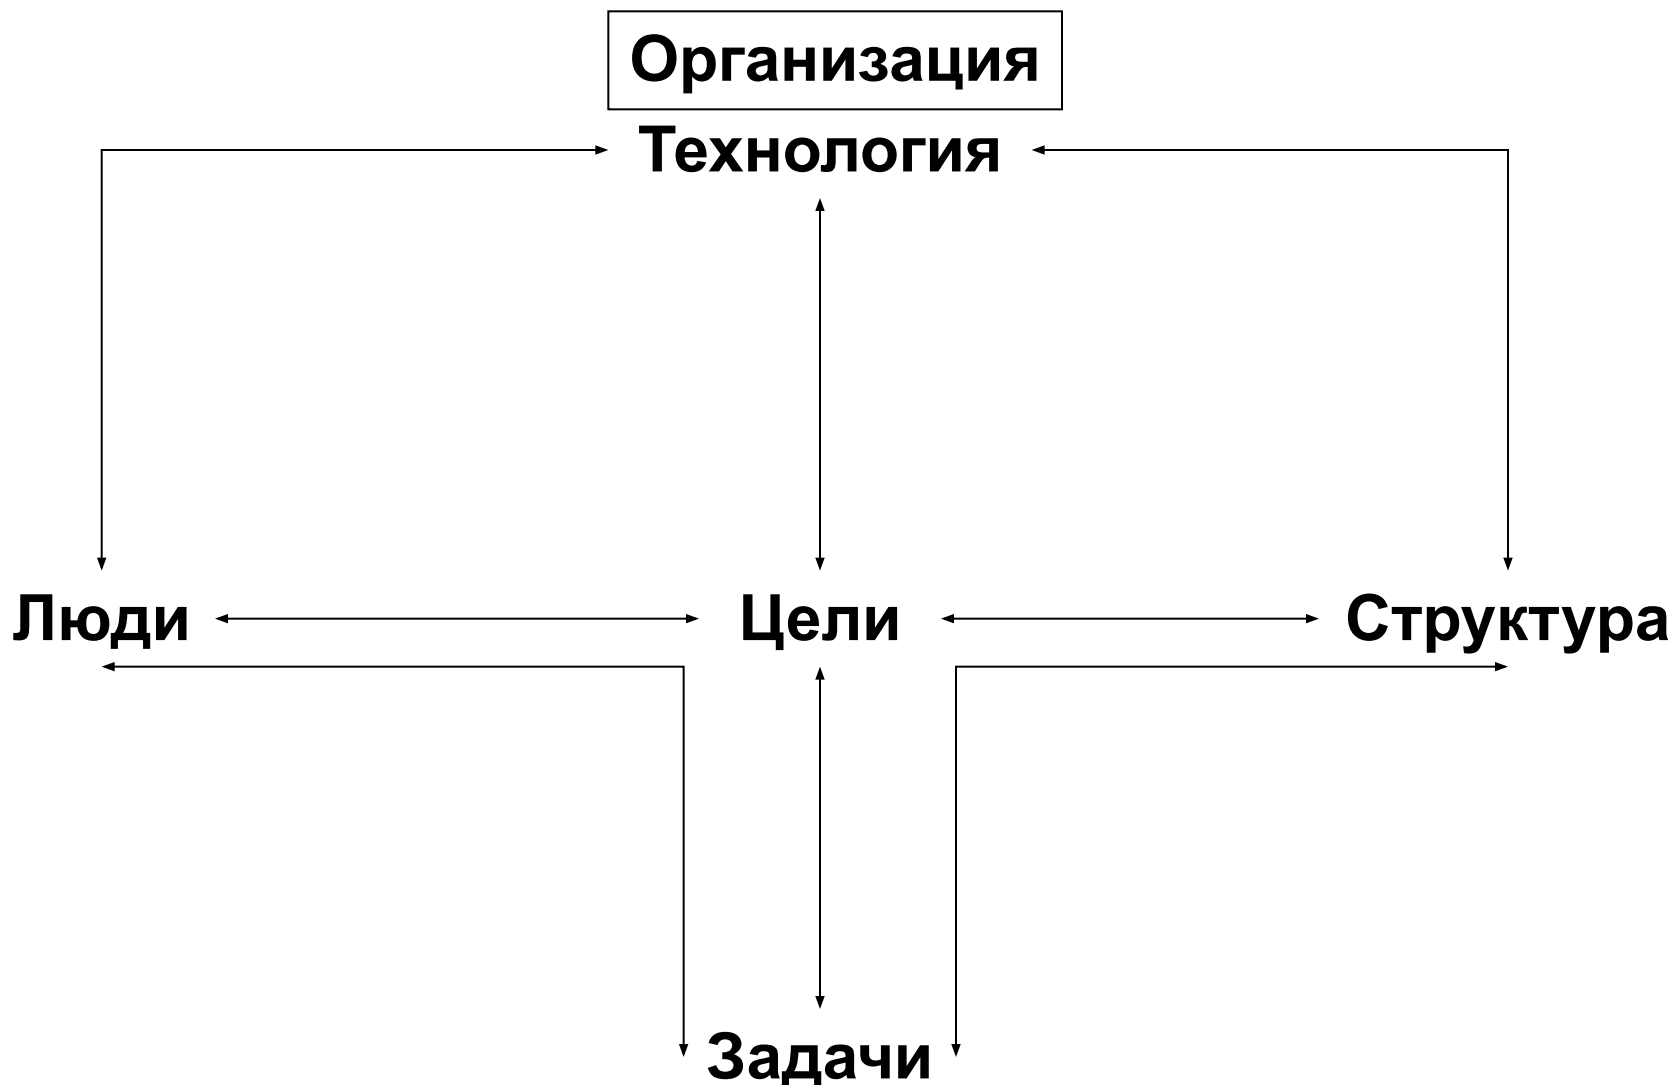 Организация
Технология
Люди
Цели
Структура
Задачи